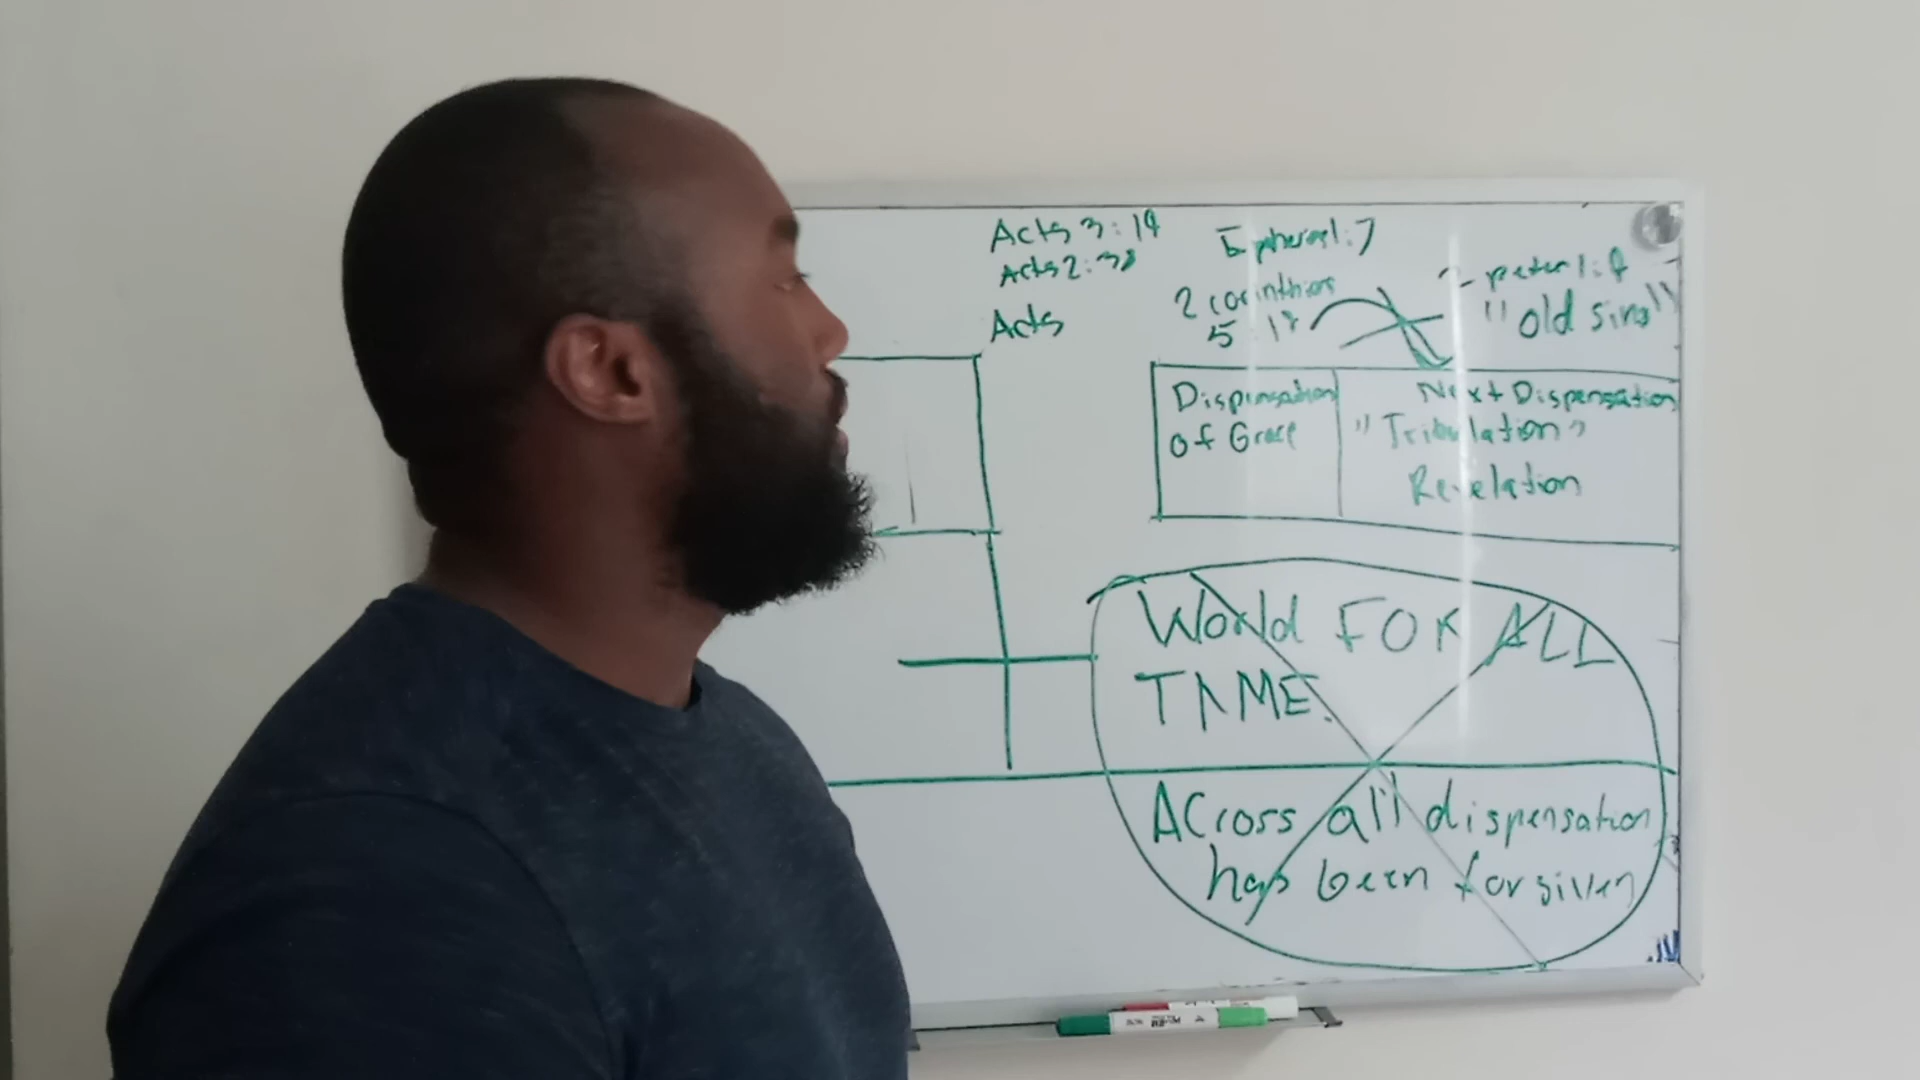 Acts 3:19
Acts 2:38
Acts
Ephesians 1:7
2 corinthians
5:19
2 peter 1:9
"old sins"
Dispensation
of Grace
Next Dispensation
"Tribulation"
Revelation
World FOR ALL
TIME.
ACross all dispensation
has been forgiven